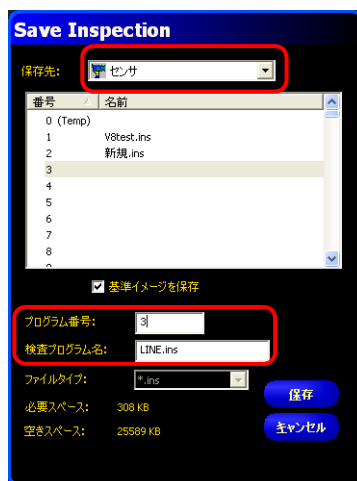 Save Inspection
保存先: センサ
番号 名前
0 (Temp)
1 V8test.ins
2 新規.ins
3
4
5
6
7
8
基準イメージを保存
プログラム番号: 3
検査プログラム名: LINE.ins
ファイルタイプ: *.ins
保存
必要スペース: 308 KB
空きスペース: 25589 KB
キャンセル